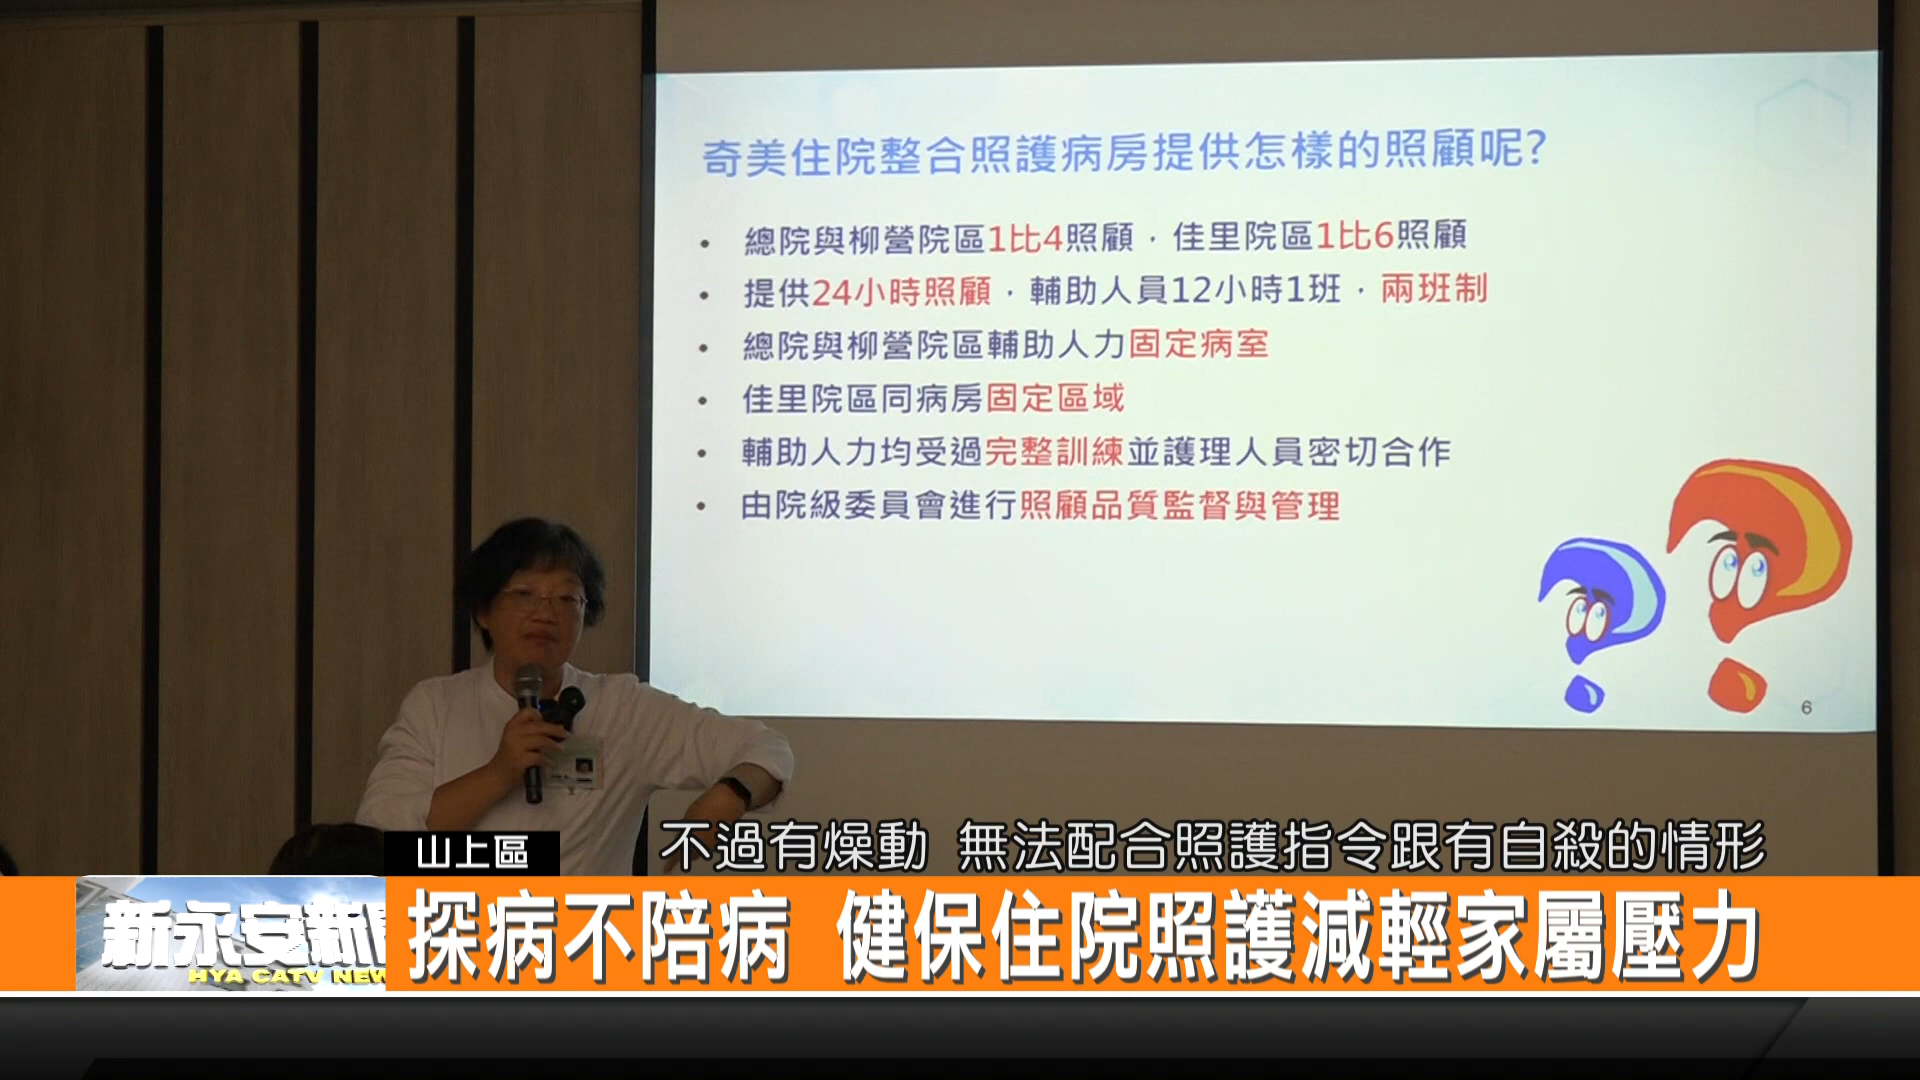 奇美住院整合照護病房提供怎樣的照顧呢?
• 總院與柳營院區1比4照顧，佳里院區1比6照顧
• 提供24小時照顧，輔助人員12小時1班，兩班制
• 總院與柳營院區輔助人力固定病室
• 佳里院區同病房固定區域
• 輔助人力均受過完整訓練並護理人員密切合作
• 由院級委員會進行照顧品質監督與管理
6
山上區
不過有燥動 無法配合照護指令跟有自殺的情形
新永安新聞
HYA CATV NEW
探病不陪病 健保住院照護減輕家屬壓力